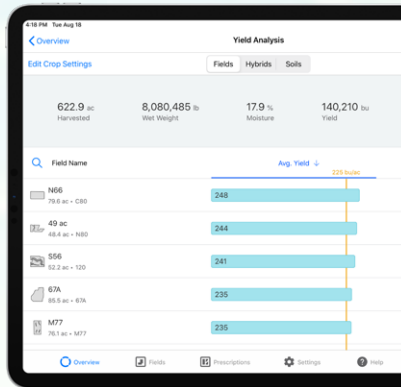 4:18 PM Tue Aug 18
Overview
Yield Analysis
Edit Crop Settings
Fields
Hybrids
Soils
622.9 ac
8,080,485 lb
17.9 %
140,210 bu
Harvested
Wet Weight
Moisture
Yield
Field Name
Avg. Yield
225 bu/ac
N66
79.6 ac • C80
248
49 ac
48.4 ac • N80
244
S56
52.2 ac • 120
241
67A
85.5 ac • 67A
235
M77
76.1 ac • M77
235
Overview
Fields
Prescriptions
Settings
Help